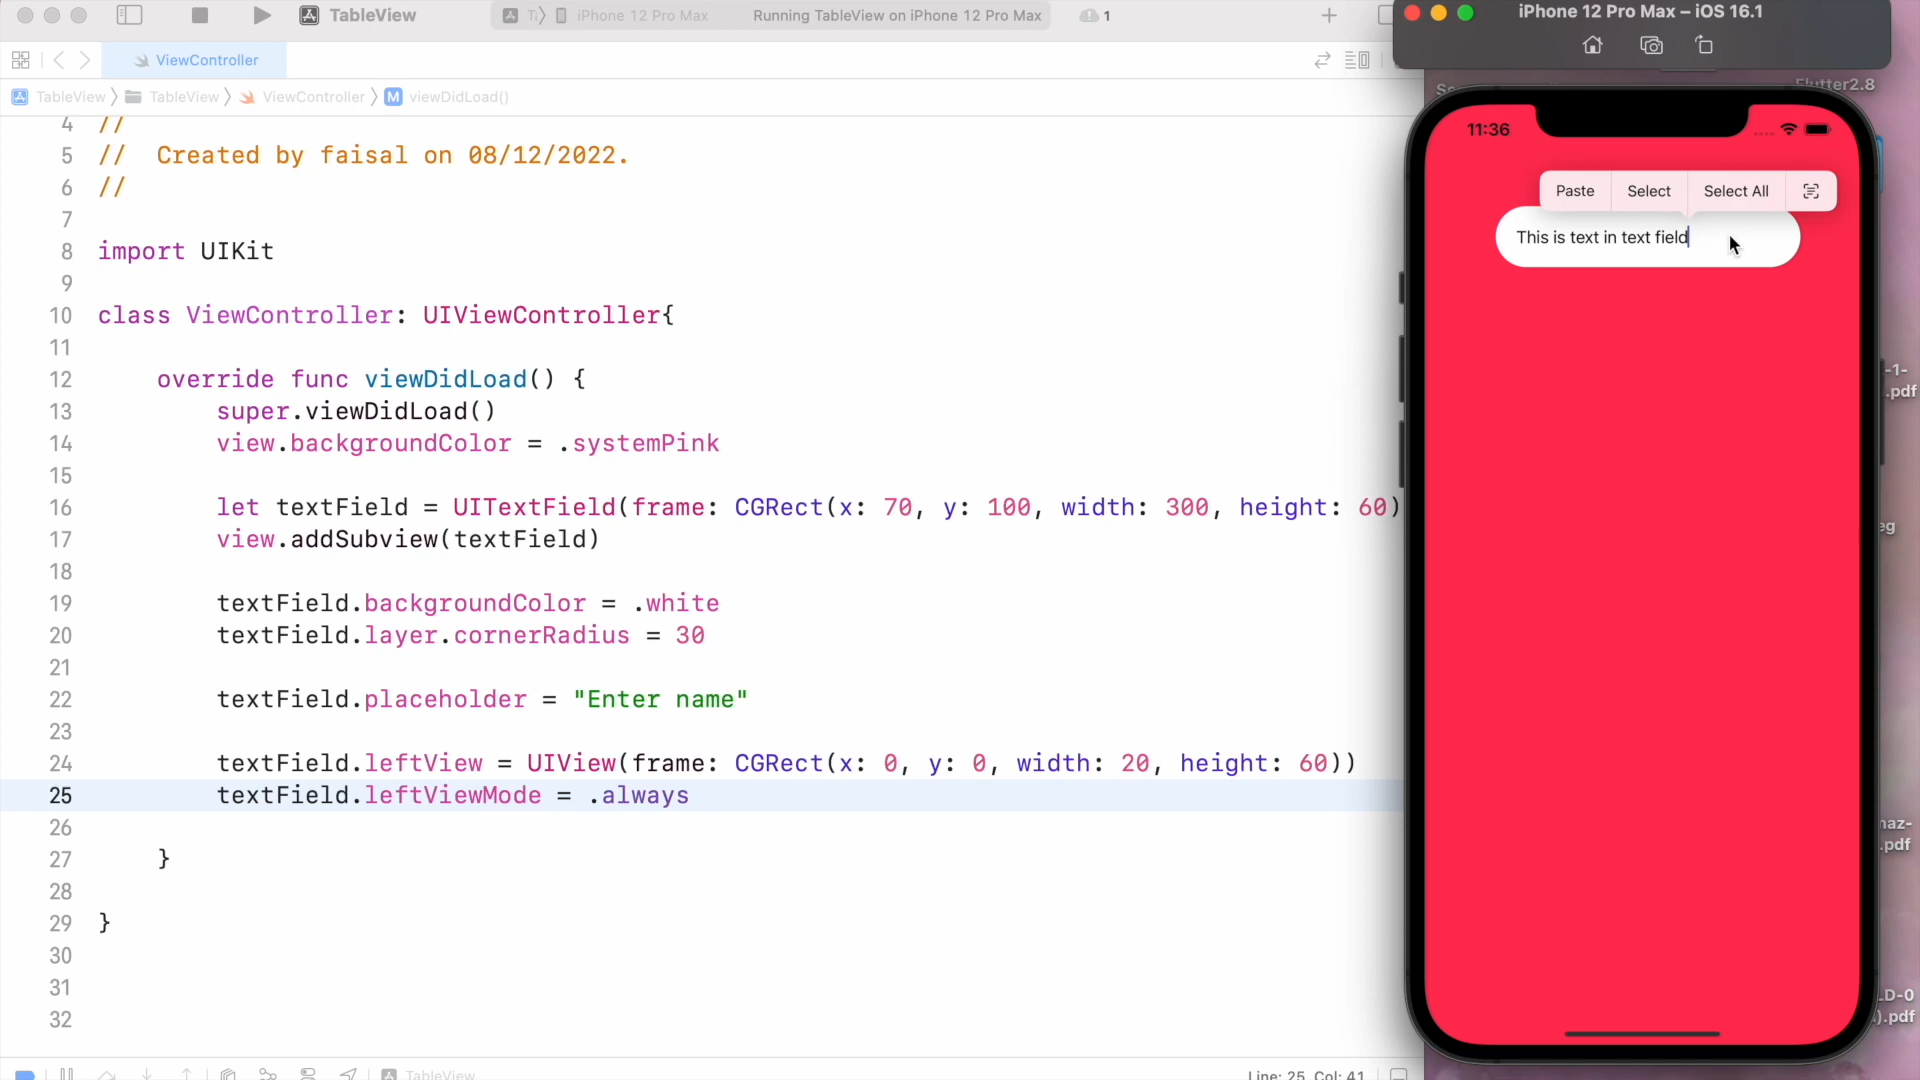 TableView
iPhone 12 Pro Max
Running TableView on iPhone 12 Pro Max
1
ViewController
TableView
TableView
ViewController
M
viewDidLoad()
4 //
5 // Created by faisal on 08/12/2022.
6 //
7
8 import UIKit
9
10 class ViewController: UIViewController{
11
12 override func viewDidLoad() {
13 super.viewDidLoad()
14 view.backgroundColor = .systemPink
15
16 let textField = UITextField(frame: CGRect(x: 70, y: 100, width: 300, height: 60)
17 view.addSubview(textField)
18
19 textField.backgroundColor = .white
20 textField.layer.cornerRadius = 30
21
22 textField.placeholder = "Enter name"
23
24 textField.leftView = UIView(frame: CGRect(x: 0, y: 0, width: 20, height: 60))
25 textField.leftViewMode = .always
26
27 }
28
29 }
30
31
32
TableView
Line: 25 Col: 41
iPhone 12 Pro Max – iOS 16.1
Flutter2.8
11:36
Paste
Select
Select All
This is text in text field
-1-
.pdf
eg
naz-
.pdf
LD-0
).pdf